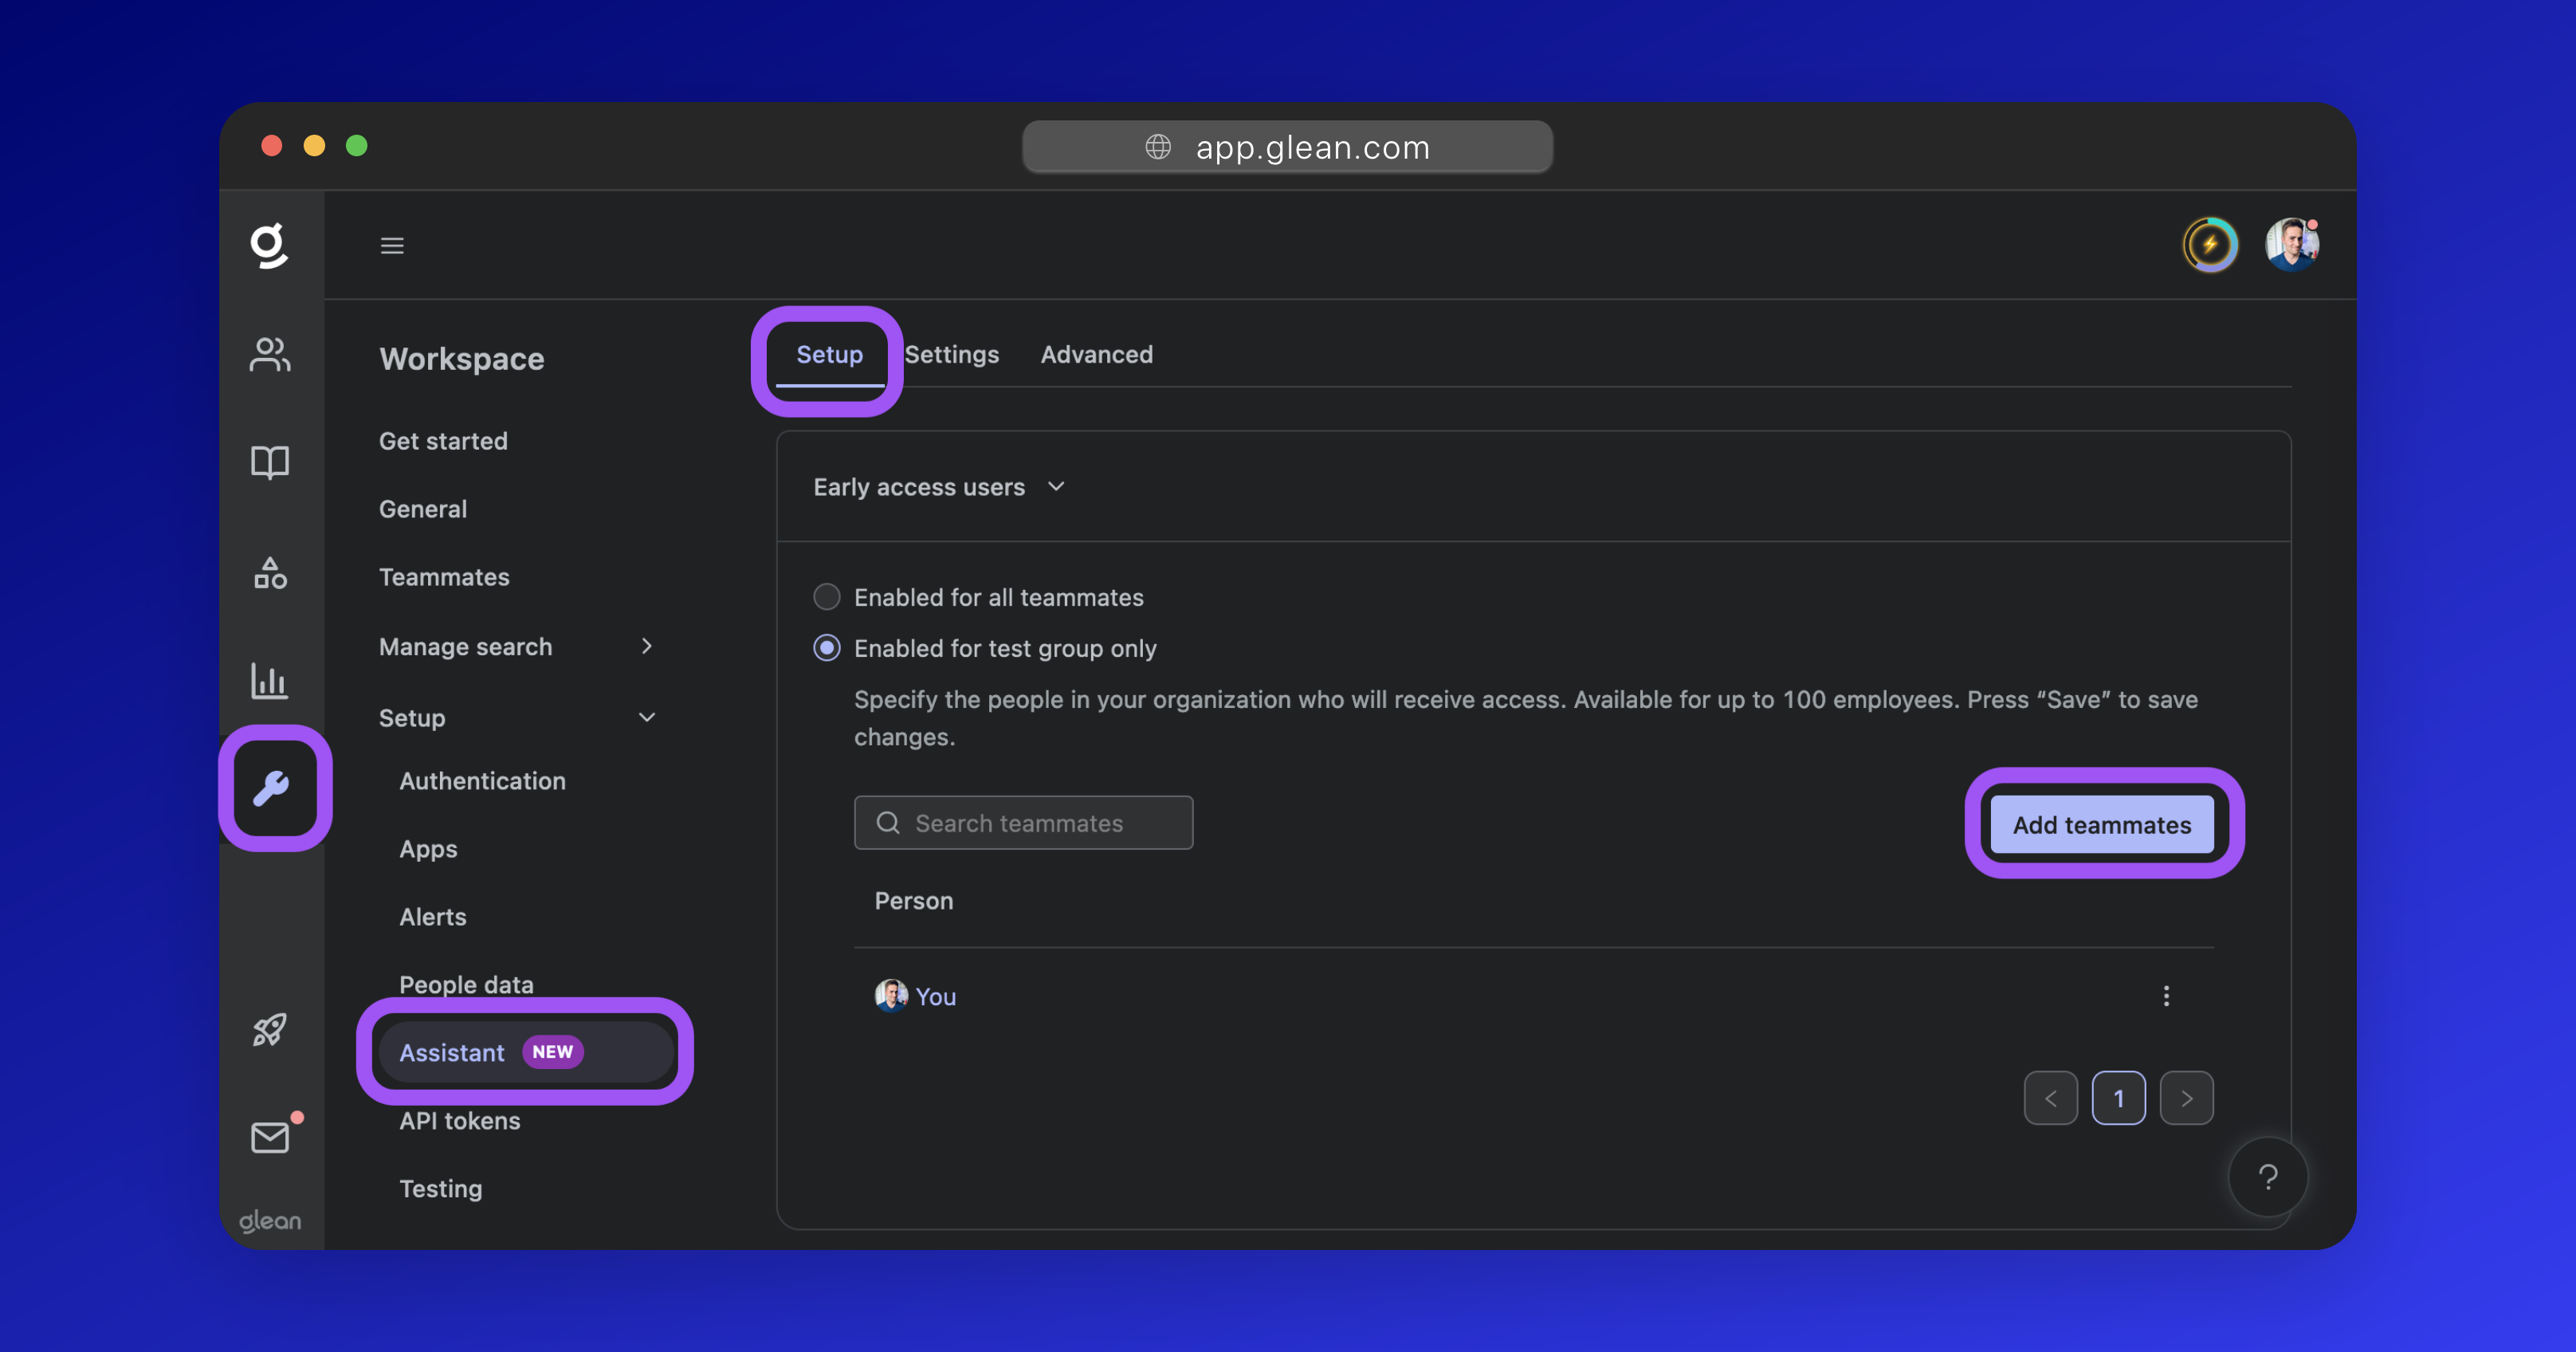 app.glean.com
g
Workspace
Get started
General
Teammates
Manage search
Setup
Authentication
Apps
Alerts
People data
Assistant NEW
API tokens
Testing
glean
Setup Settings Advanced
Early access users
Enabled for all teammates
Enabled for test group only
Specify the people in your organization who will receive access. Available for up to 100 employees. Press “Save” to save
changes.
Search teammates
Add teammates
Person
You
< 1 >
?